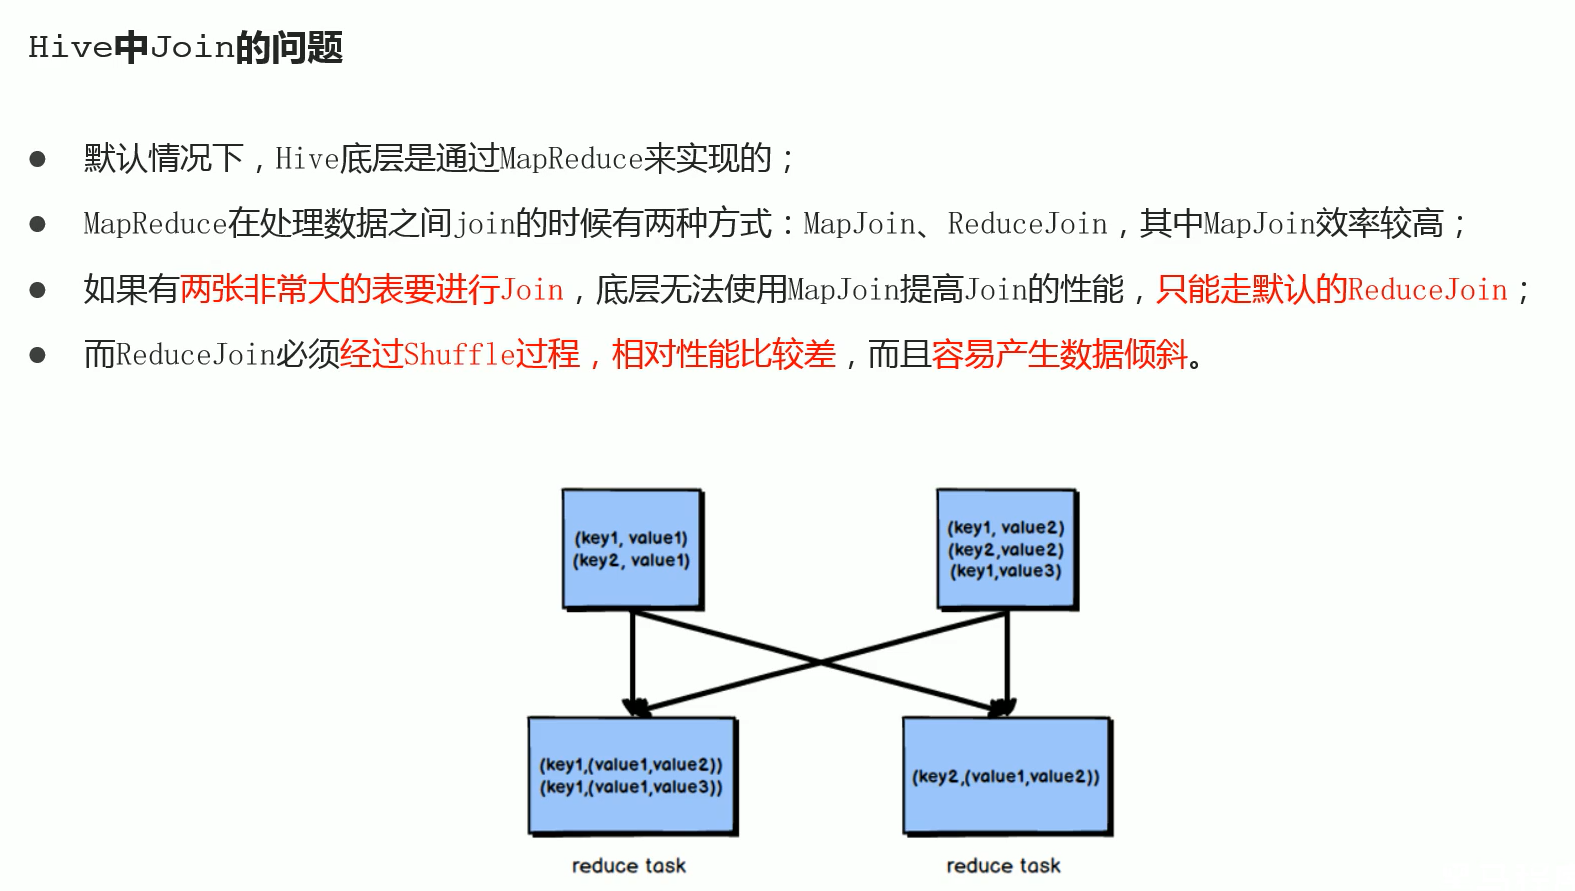 Hive中Join的问题
● 默认情况下，Hive底层是通过MapReduce来实现的；
● MapReduce在处理数据之间join的时候有两种方式：MapJoin、ReduceJoin，其中MapJoin效率较高；
● 如果有两张非常大的表要进行Join，底层无法使用MapJoin提高Join的性能，只能走默认的ReduceJoin；
● 而ReduceJoin必须经过Shuffle过程，相对性能比较差，而且容易产生数据倾斜。
(key1, value1)
(key2, value1)
(key1, value2)
(key2,value2)
(key1,value3)
(key1,(value1,value2))
(key1,(value1,value3))
(key2,(value1,value2))
reduce task
reduce task